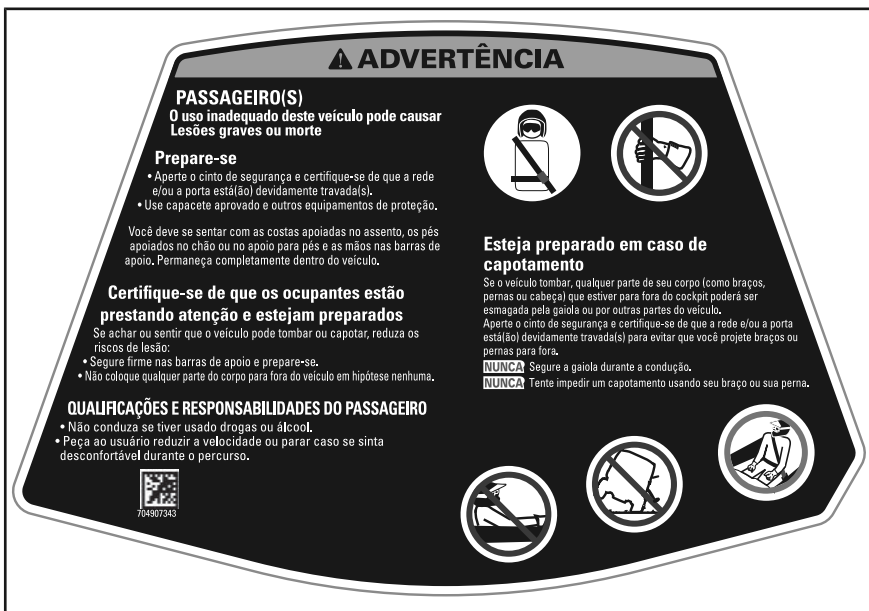 ADVERTÊNCIA
PASSAGEIRO(S)
O uso inadequado deste veículo pode causar
Lesões graves ou morte
Prepare-se
• Aperte o cinto de segurança e certifique-se de que a rede
e/ou a porta está(ão) devidamente travada(s).
• Use capacete aprovado e outros equipamentos de proteção.
Você deve se sentar com as costas apoiadas no assento, os pés
apoiados no chão ou no apoio para pés e as mãos nas barras de
apoio. Permaneça completamente dentro do veículo.
Certifique-se de que os ocupantes estão
prestando atenção e estejam preparados
Se achar ou sentir que o veículo pode tombar ou capotar, reduza os
riscos de lesão:
• Segure firme nas barras de apoio e prepare-se.
• Não coloque qualquer parte do corpo para fora do veículo em hipótese nenhuma.
QUALIFICAÇÕES E RESPONSABILIDADES DO PASSAGEIRO
• Não conduza se tiver usado drogas ou álcool.
• Peça ao usuário reduzir a velocidade ou parar caso se sinta
desconfortável durante o percurso.
704907343
Esteja preparado em caso de
capotamento
Se o veículo tombar, qualquer parte de seu corpo (como braços,
pernas ou cabeça) que estiver para fora do cockpit poderá ser
esmagada pela gaiola ou por outras partes do veículo.
Aperte o cinto de segurança e certifique-se de que a rede e/ou a porta
está(ão) devidamente travada(s) para evitar que você projete braços ou
pernas para fora.
NUNCA Segure a gaiola durante a condução.
NUNCA Tente impedir um capotamento usando seu braço ou sua perna.